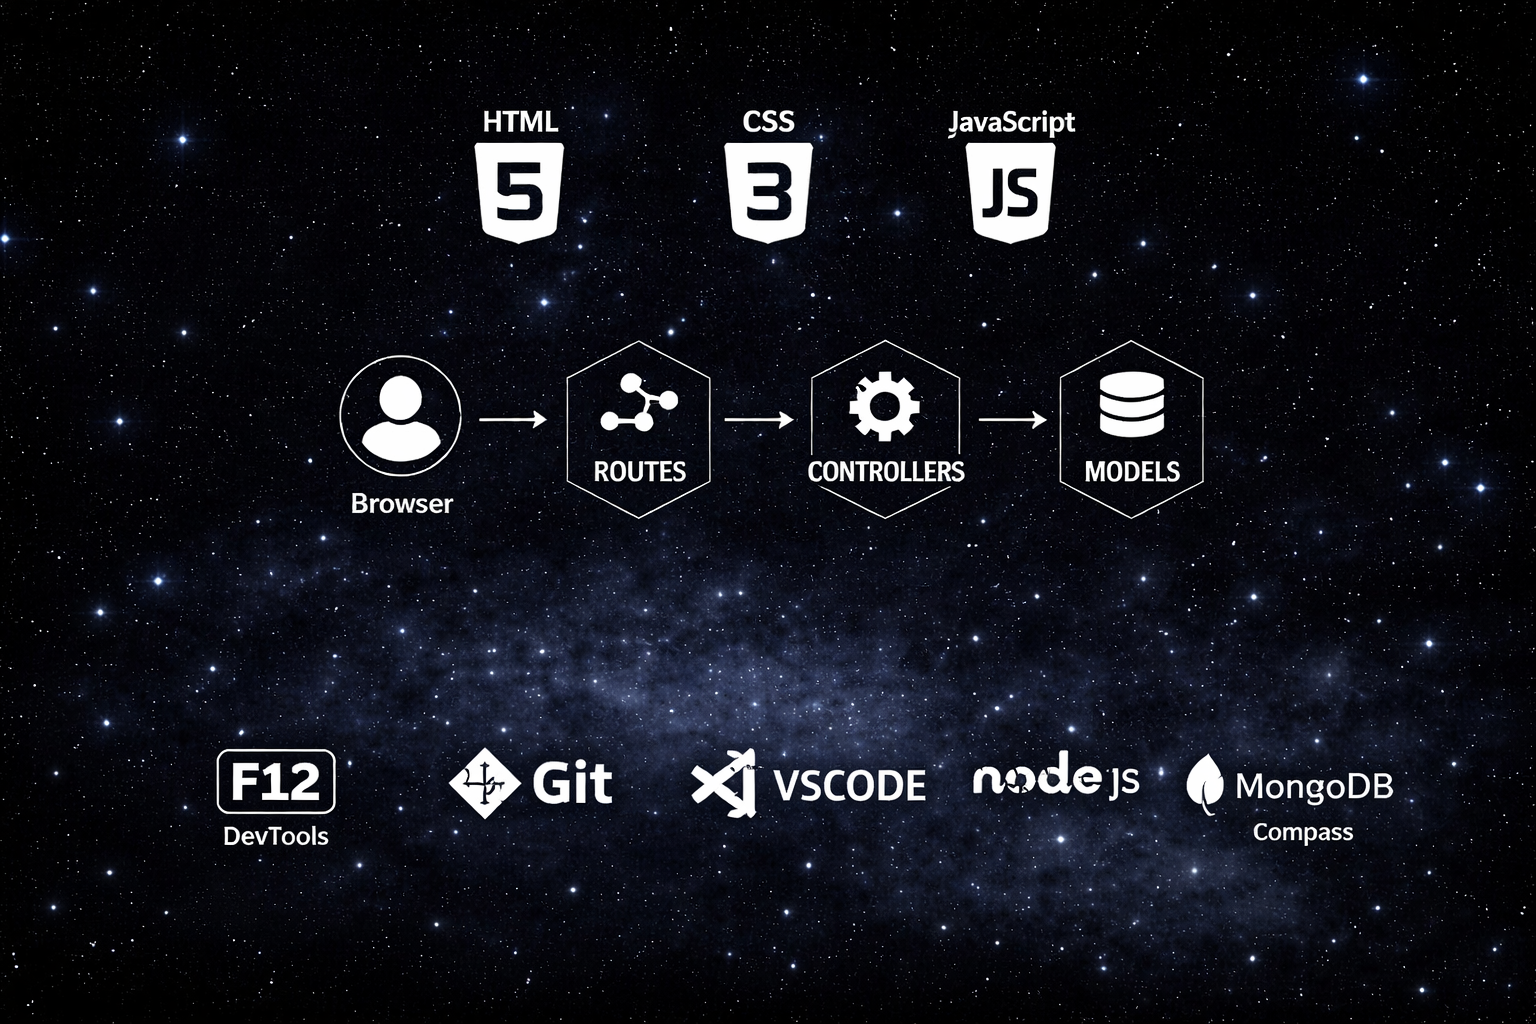 HTML
5
CSS
3
JavaScript
JS
Browser
ROUTES
CONTROLLERS
MODELS
F12
DevTools
Git
VSCODE
node JS
MongoDB
Compass